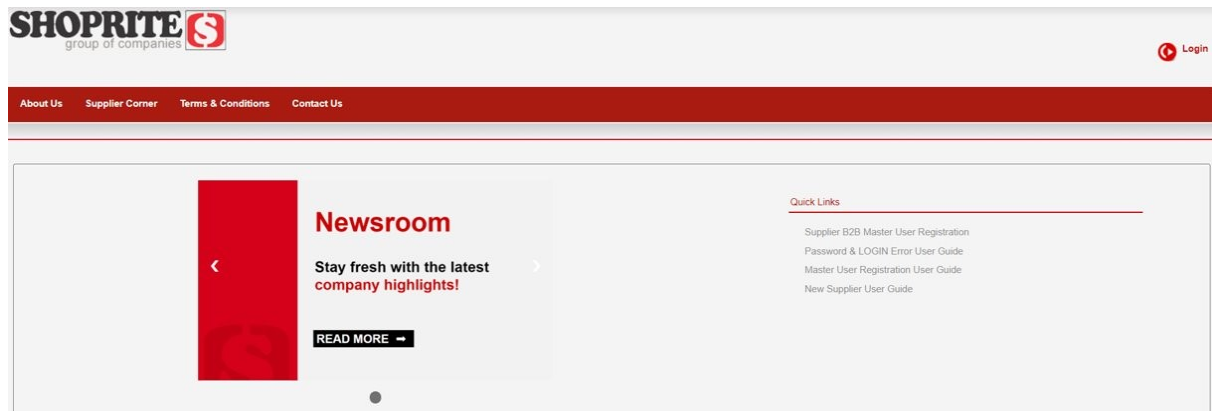 SHOPRITE
group of companies
Login
About Us Supplier Corner Terms & Conditions Contact Us
Newsroom
Stay fresh with the latest
company highlights!
READ MORE
Quick Links
Supplier B2B Master User Registration
Password & LOGIN Error User Guide
Master User Registration User Guide
New Supplier User Guide